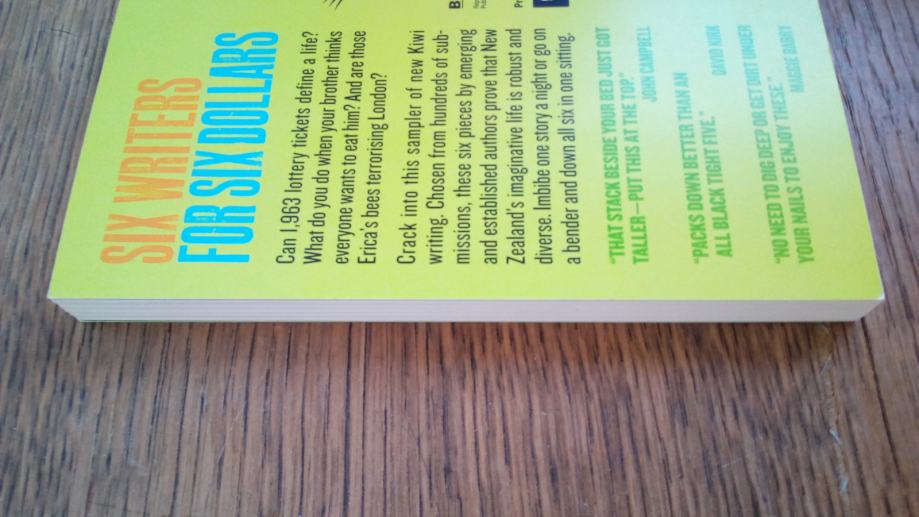 SIX WRITERS
FOR SIX DOLLARS
Can 1,963 lottery tickets define a life?
What do you do when your brother thinks
everyone wants to eat him? And are those
Erica's bees terrorising London?
Crack into this sampler of new Kiwi
writing. Chosen from hundreds of sub-
missions, these six pieces by emerging
and established authors prove that New
Zealand's imaginative life is robust and
diverse. Imbibe one story a night or go on
a bender and down all six in one sitting.
"THAT STACK BESIDE YOUR BED JUST GOT
TALLER—PUT THIS AT THE TOP."
JOHN CAMPBELL
"PACKS DOWN BETTER THAN AN
ALL BLACK TIGHT FIVE."
DAVID KIRK
"NO NEED TO DIG DEEP OR GET DIRT UNDER
YOUR NAILS TO ENJOY THESE."
MAGGIE BARRY